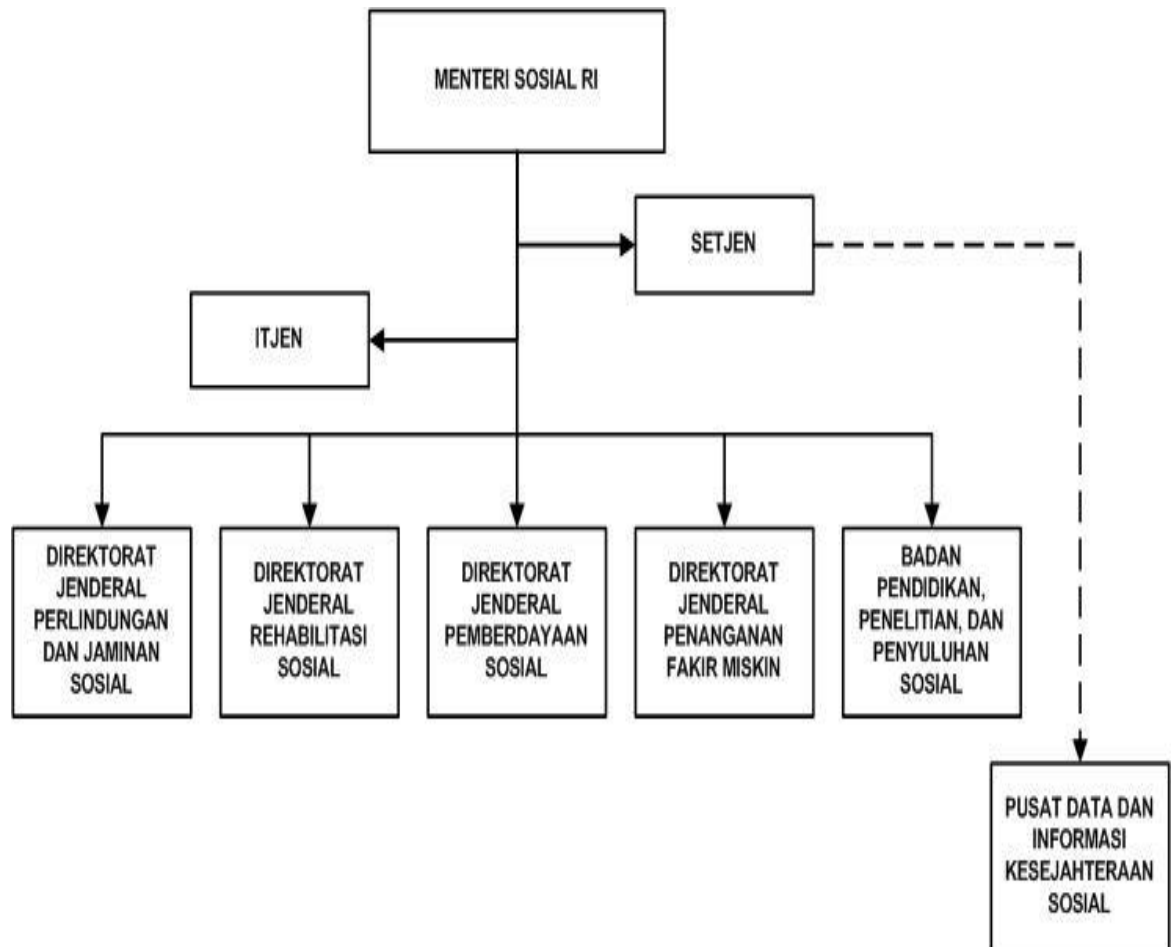 MENTERI SOSIAL RI
SETJEN
ITJEN
DIREKTORAT
JENDERAL
PERLINDUNGAN
DAN JAMINAN
SOSIAL
DIREKTORAT
JENDERAL
REHABILITASI
SOSIAL
DIREKTORAT
JENDERAL
PEMBERDAYAAN
SOSIAL
DIREKTORAT
JENDERAL
PENANGANAN
FAKIR MISKIN
BADAN
PENDIDIKAN,
PENELITIAN, DAN
PENYULUHAN
SOSIAL
PUSAT DATA DAN
INFORMASI
KESEJAHTERAAN
SOSIAL